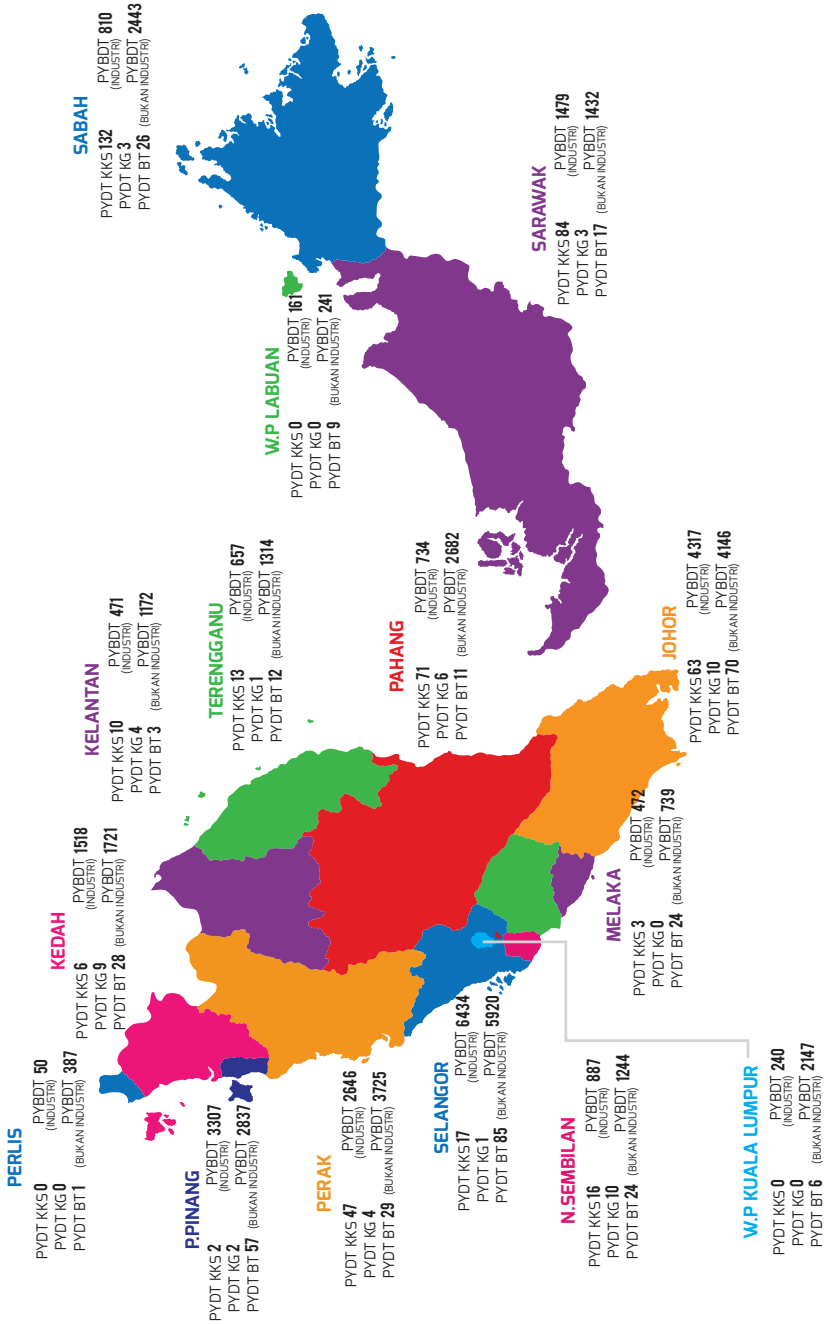 PERLIS
PYDT KKS 0
PYDT KG 0
PYDT BT 1
PYBDT 50
(INDUSTRI)
PYBDT 387
(BUKAN INDUSTRI)
KEDAH
PYDT KKS 6
PYDT KG 9
PYDT BT 28
PYBDT 1518
(INDUSTRI)
PYBDT 1721
(BUKAN INDUSTRI)
KELANTAN
PYDT KKS 10
PYDT KG 4
PYDT BT 3
PYBDT 471
(INDUSTRI)
PYBDT 1172
(BUKAN INDUSTRI)
TERENGGANU
PYDT KKS 13
PYDT KG 1
PYDT BT 12
PYBDT 657
(INDUSTRI)
PYBDT 1314
(BUKAN INDUSTRI)
P.PINANG
PYDT KKS 2
PYDT KG 2
PYDT BT 57
PYBDT 3307
(INDUSTRI)
PYBDT 2837
(BUKAN INDUSTRI)
PERAK
PYDT KKS 47
PYDT KG 4
PYDT BT 29
PYBDT 2646
(INDUSTRI)
PYBDT 3725
(BUKAN INDUSTRI)
PAHANG
PYDT KKS 71
PYDT KG 6
PYDT BT 11
PYBDT 734
(INDUSTRI)
PYBDT 2682
(BUKAN INDUSTRI)
SELANGOR
PYDT KKS 17
PYDT KG 1
PYDT BT 85
PYBDT 6434
(INDUSTRI)
PYBDT 5920
(BUKAN INDUSTRI)
N.SEMBILAN
PYDT KKS 16
PYDT KG 10
PYDT BT 24
PYBDT 887
(INDUSTRI)
PYBDT 1244
(BUKAN INDUSTRI)
W.P KUALA LUMPUR
PYDT KKS 0
PYDT KG 0
PYDT BT 6
PYBDT 240
(INDUSTRI)
PYBDT 2147
(BUKAN INDUSTRI)
MELAKA
PYDT KKS 3
PYDT KG 0
PYDT BT 24
PYBDT 472
(INDUSTRI)
PYBDT 739
(BUKAN INDUSTRI)
JOHOR
PYDT KKS 63
PYDT KG 10
PYDT BT 70
PYBDT 4317
(INDUSTRI)
PYBDT 4146
(BUKAN INDUSTRI)
W.P LABUAN
PYDT KKS 0
PYDT KG 0
PYDT BT 9
PYBDT 161
(INDUSTRI)
PYBDT 241
(BUKAN INDUSTRI)
SABAH
PYDT KKS 132
PYDT KG 3
PYDT BT 26
PYBDT 810
(INDUSTRI)
PYBDT 2443
(BUKAN INDUSTRI)
SARAWAK
PYDT KKS 84
PYDT KG 3
PYDT BT 17
PYBDT 1479
(INDUSTRI)
PYBDT 1432
(BUKAN INDUSTRI)